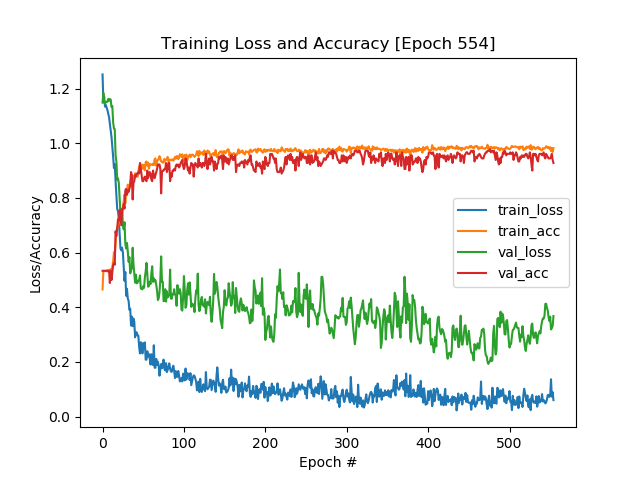 Training Loss and Accuracy [Epoch 554]
Loss/Accuracy
1.2
1.0
0.8
0.6
0.4
0.2
0.0
train_loss
train_acc
val_loss
val_acc
0 100 200 300 400 500
Epoch #